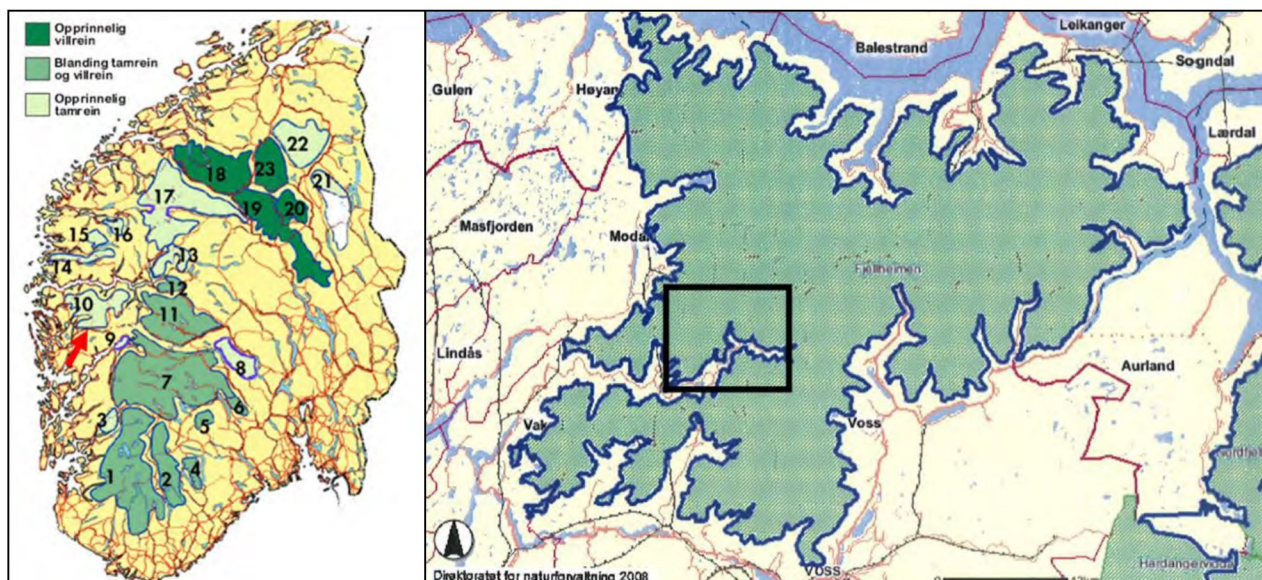 Opprinnelig
villrein
Blanding tamrein
og villrein
Opprinnelig
tamrein
22
18
23
21
17
19
20
15
16
13
14
12
10
11
9
8
7
6
3
5
1
2
4
Leikanger
Balestrand
Sogndal
Gulen
Høyan
Lærdal
Masfjorden
Modal
Fjellheimen
Lindås
Aurland
Vak
Voss
Nordfjel
Hardangervidda
Voss
Direktoratet for naturforvaltning 2008